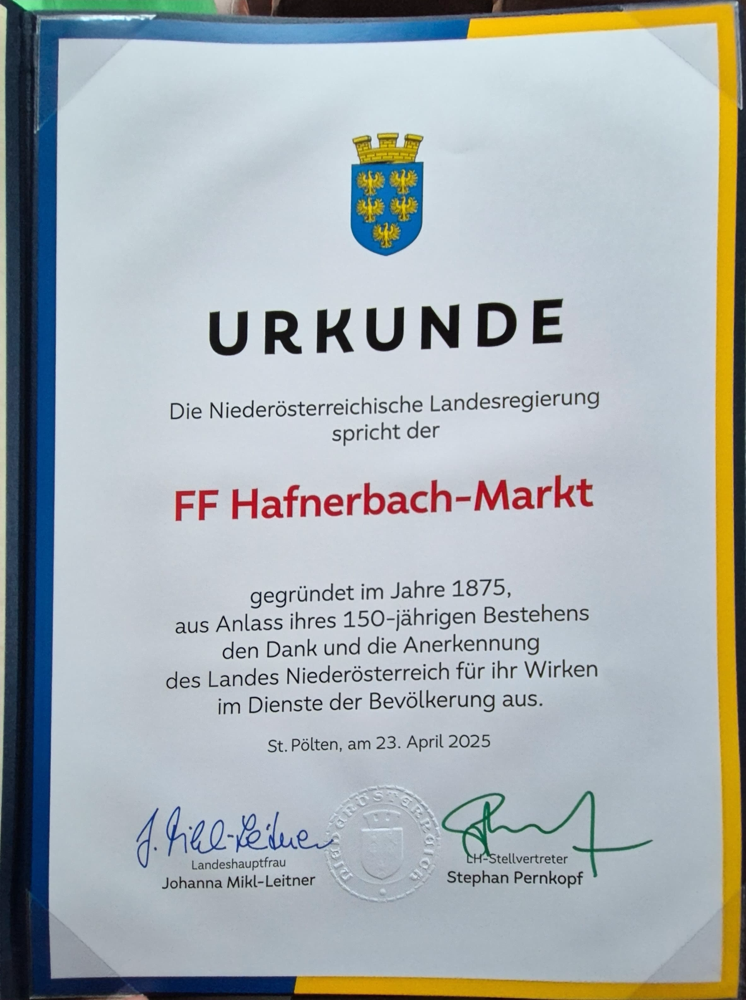 URKUNDE
Die Niederösterreichische Landesregierung
spricht der
FF Hafnerbach-Markt
gegründet im Jahre 1875,
aus Anlass ihres 150-jährigen Bestehens
den Dank und die Anerkennung
des Landes Niederösterreich für ihr Wirken
im Dienste der Bevölkerung aus.
St. Pölten, am 23. April 2025
J. Mikl-Leitner
NIEDERÖSTERREICH
Landeshauptfrau
Johanna Mikl-Leitner
LH-Stellvertreter
Stephan Pernkopf